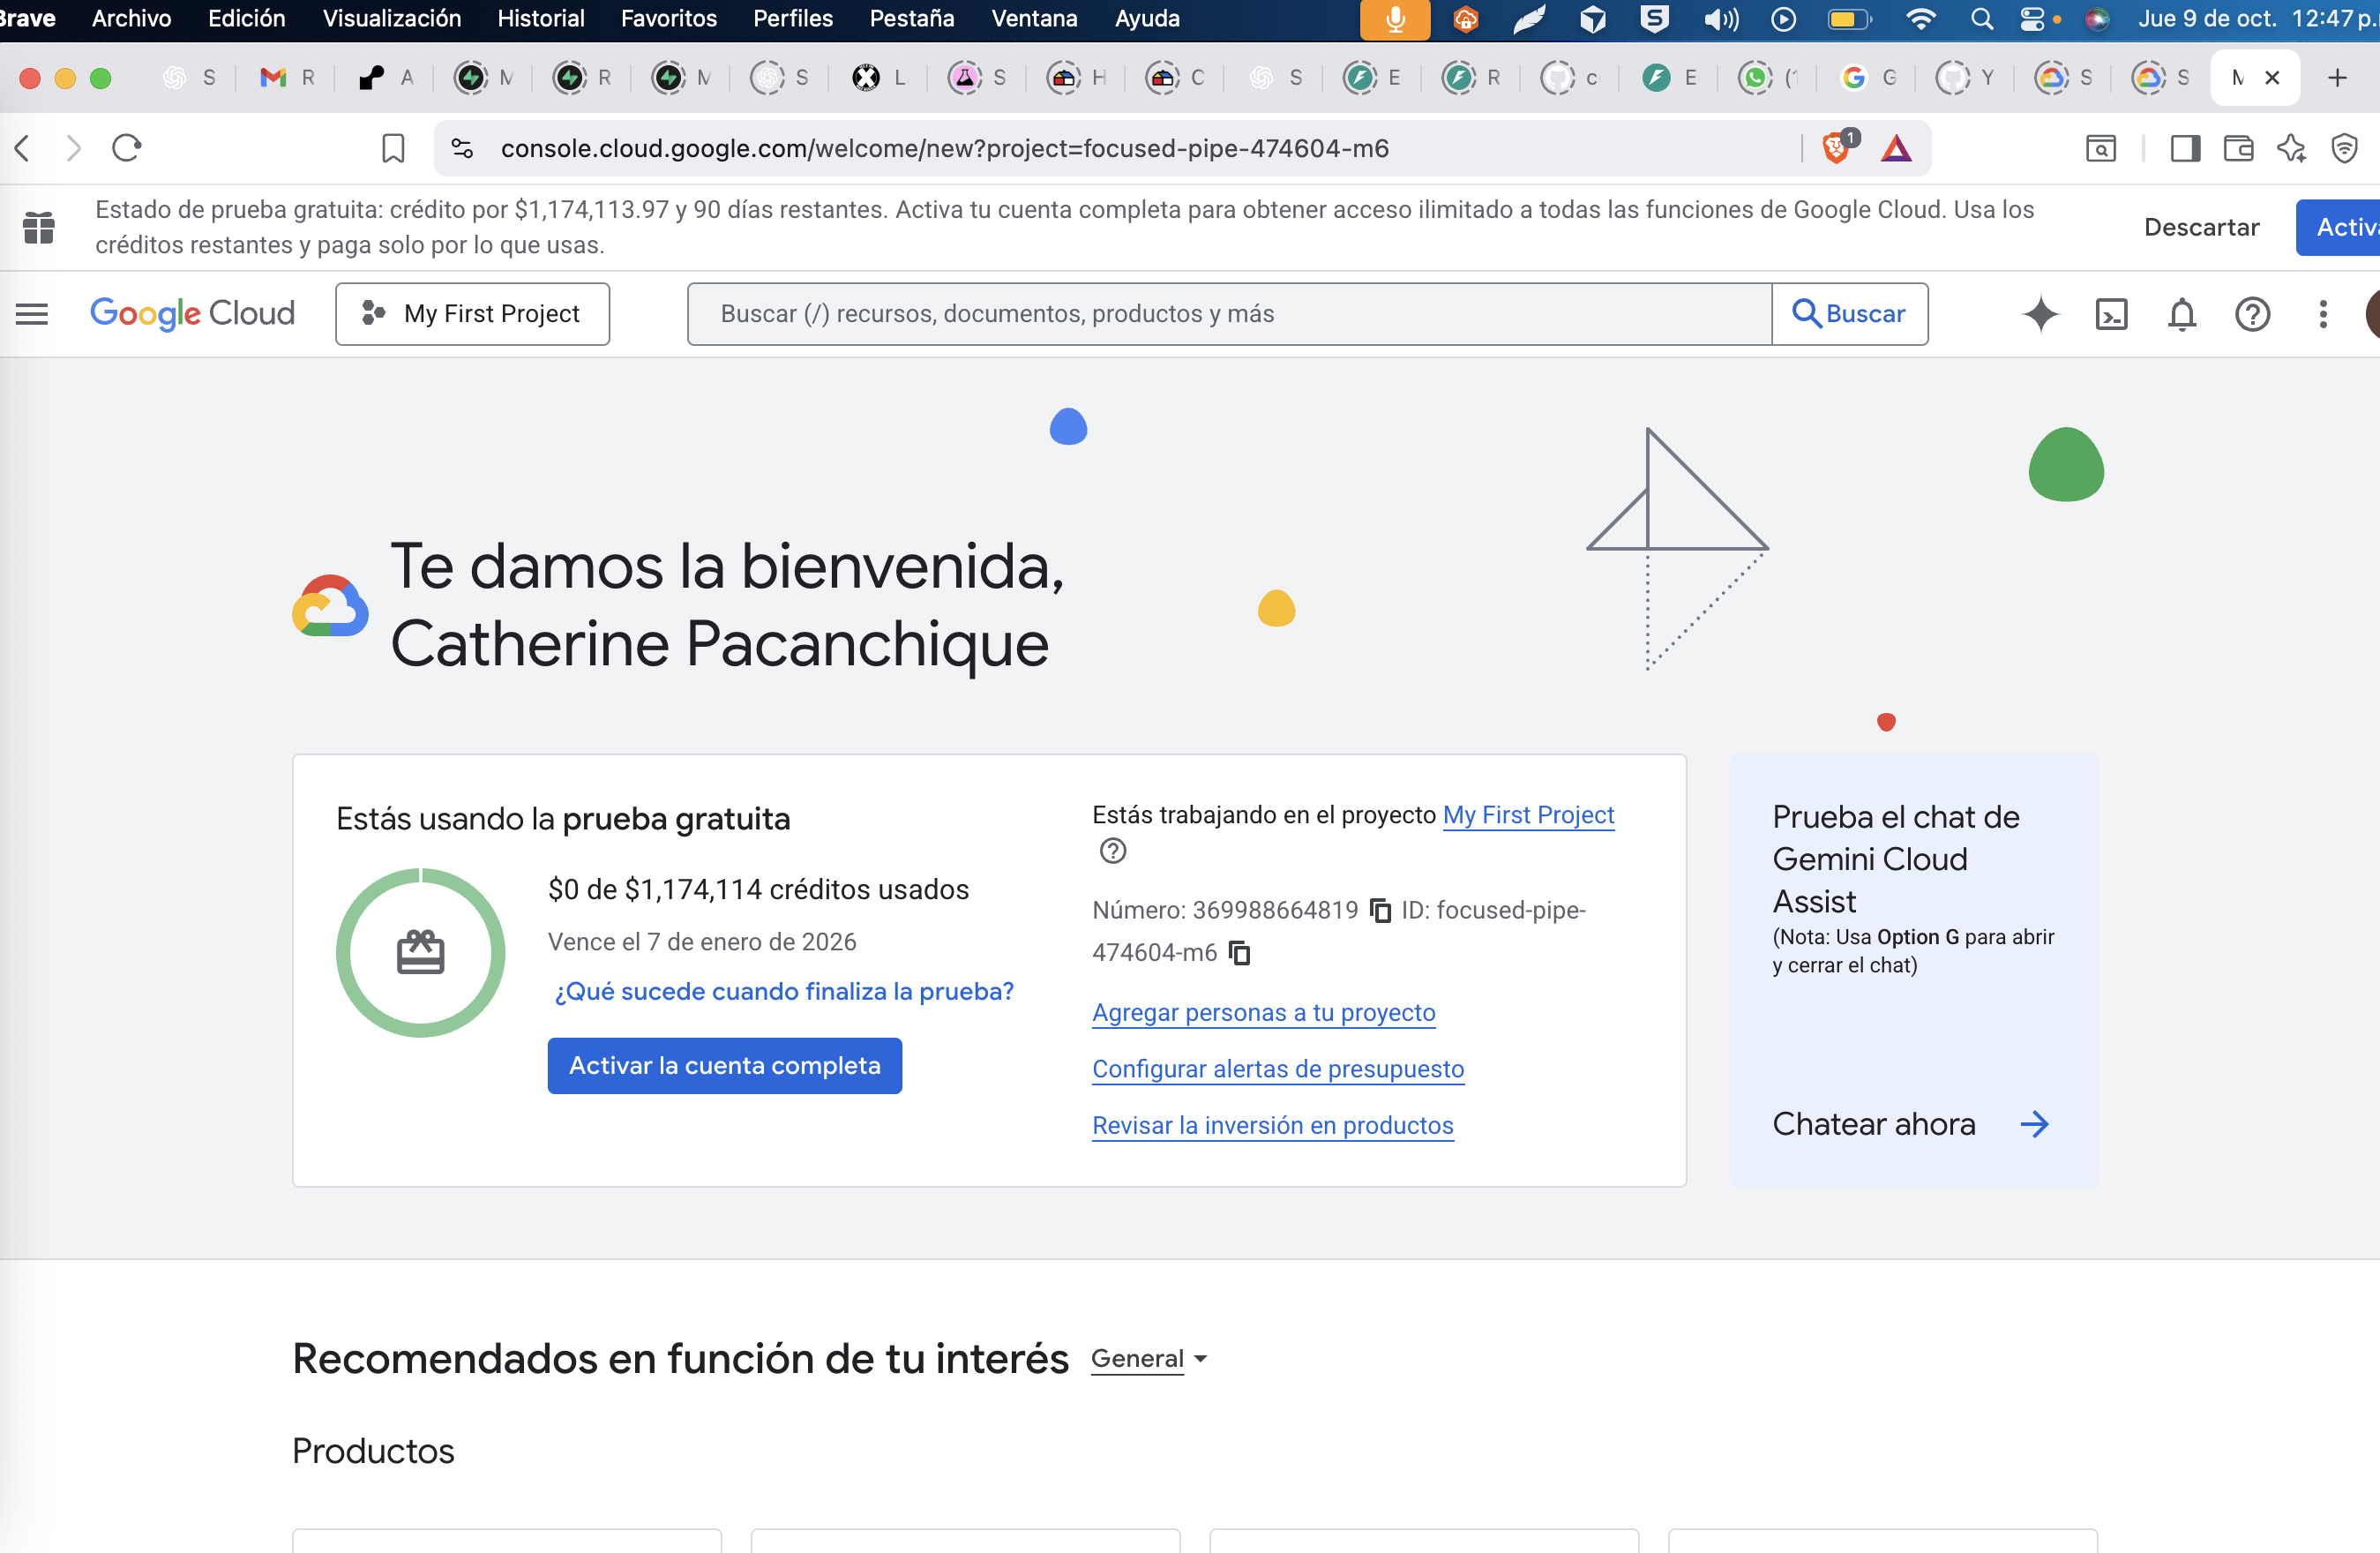 Brave Archivo Edición Visualización Historial Favoritos Perfiles Pestaña Ventana Ayuda Jue 9 de oct. 12:47 p.
S R A M R M S L S H C S E R c E (1 G Y S S M
console.cloud.google.com/welcome/new?project=focused-pipe-474604-m6 1
Estado de prueba gratuita: crédito por $1,174,113.97 y 90 días restantes. Activa tu cuenta completa para obtener acceso ilimitado a todas las funciones de Google Cloud. Usa los
créditos restantes y paga solo por lo que usas.
Descartar
Activa
Google Cloud
My First Project
Buscar (/) recursos, documentos, productos y más
Buscar
Te damos la bienvenida,
Catherine Pacanchique
Estás usando la prueba gratuita
$0 de $1,174,114 créditos usados
Vence el 7 de enero de 2026
¿Qué sucede cuando finaliza la prueba?
Activar la cuenta completa
Estás trabajando en el proyecto My First Project
Número: 369988664819 ID: focused-pipe-
474604-m6
Agregar personas a tu proyecto
Configurar alertas de presupuesto
Revisar la inversión en productos
Prueba el chat de
Gemini Cloud
Assist
(Nota: Usa Option G para abrir
y cerrar el chat)
Chatear ahora
Recomendados en función de tu interés
General
Productos